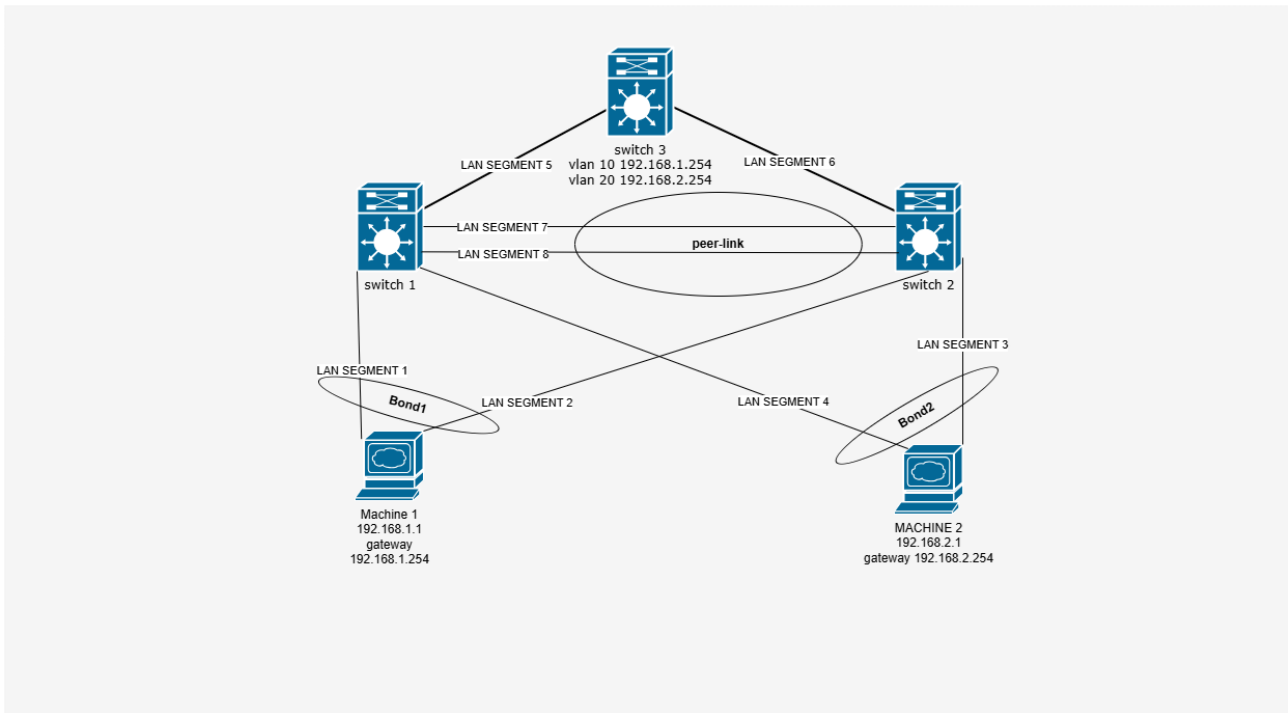 switch 3
vlan 10 192.168.1.254
vlan 20 192.168.2.254
LAN SEGMENT 5
LAN SEGMENT 6
LAN SEGMENT 7
peer-link
LAN SEGMENT 8
switch 1
switch 2
LAN SEGMENT 3
LAN SEGMENT 1
Bond1
LAN SEGMENT 2
LAN SEGMENT 4
Bond2
Machine 1
192.168.1.1
gateway
192.168.1.254
MACHINE 2
192.168.2.1
gateway 192.168.2.254